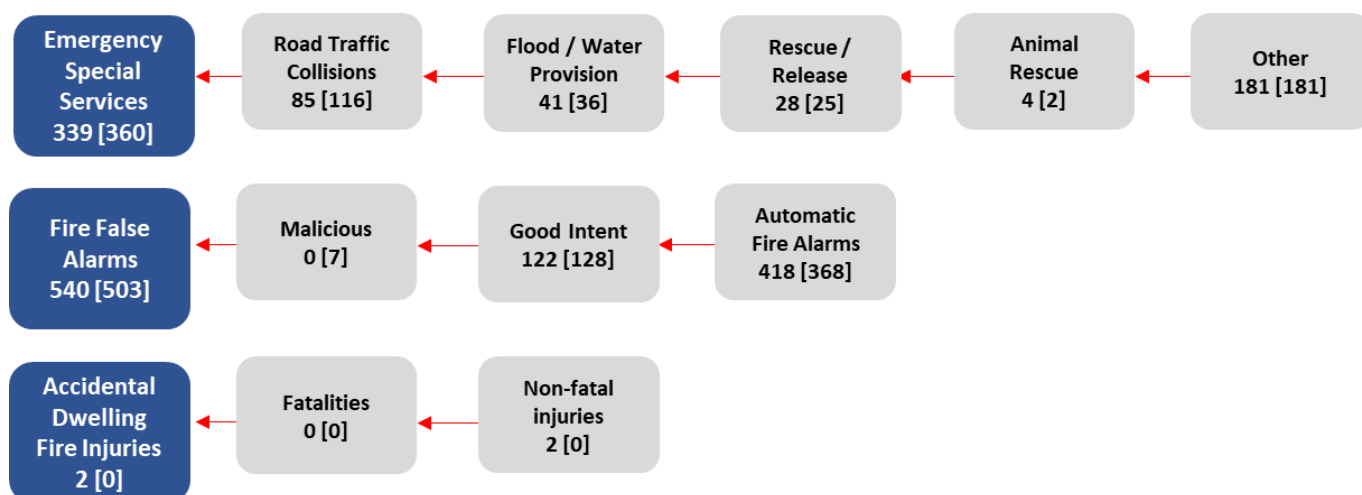 Emergency
Special
Services
339 [360]
Road Traffic
Collisions
85 [116]
Flood / Water
Provision
41 [36]
Rescue /
Release
28 [25]
Animal
Rescue
4 [2]
Other
181 [181]
Fire False
Alarms
540 [503]
Malicious
0 [7]
Good Intent
122 [128]
Automatic
Fire Alarms
418 [368]
Accidental
Dwelling
Fire Injuries
2 [0]
Fatalities
0 [0]
Non-fatal
injuries
2 [0]